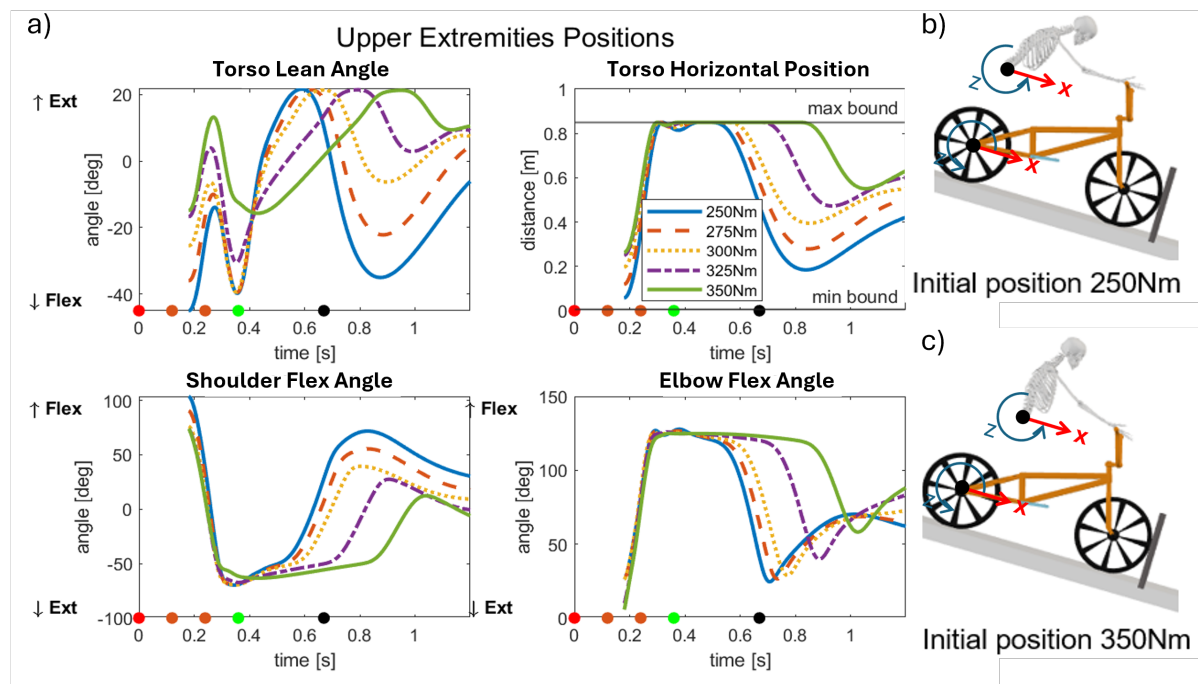 a)
Upper Extremities Positions
Torso Lean Angle
↑ Ext
↓ Flex
angle [deg]
20
0
-20
-40
0 0.2 0.4 0.6 0.8 1
time [s]
Torso Horizontal Position
distance [m]
1
0.8
0.6
0.4
0.2
0
max bound
250Nm
275Nm
300Nm
325Nm
350Nm
min bound
0 0.2 0.4 0.6 0.8 1
time [s]
Shoulder Flex Angle
↑ Flex
↓ Ext
angle [deg]
100
50
0
-50
-100
0 0.2 0.4 0.6 0.8 1
time [s]
Elbow Flex Angle
↑ Flex
↓ Ext
angle [deg]
150
100
50
0
0 0.2 0.4 0.6 0.8 1
time [s]
b)
z
x
z
x
Initial position 250Nm
c)
z
x
z
x
Initial position 350Nm